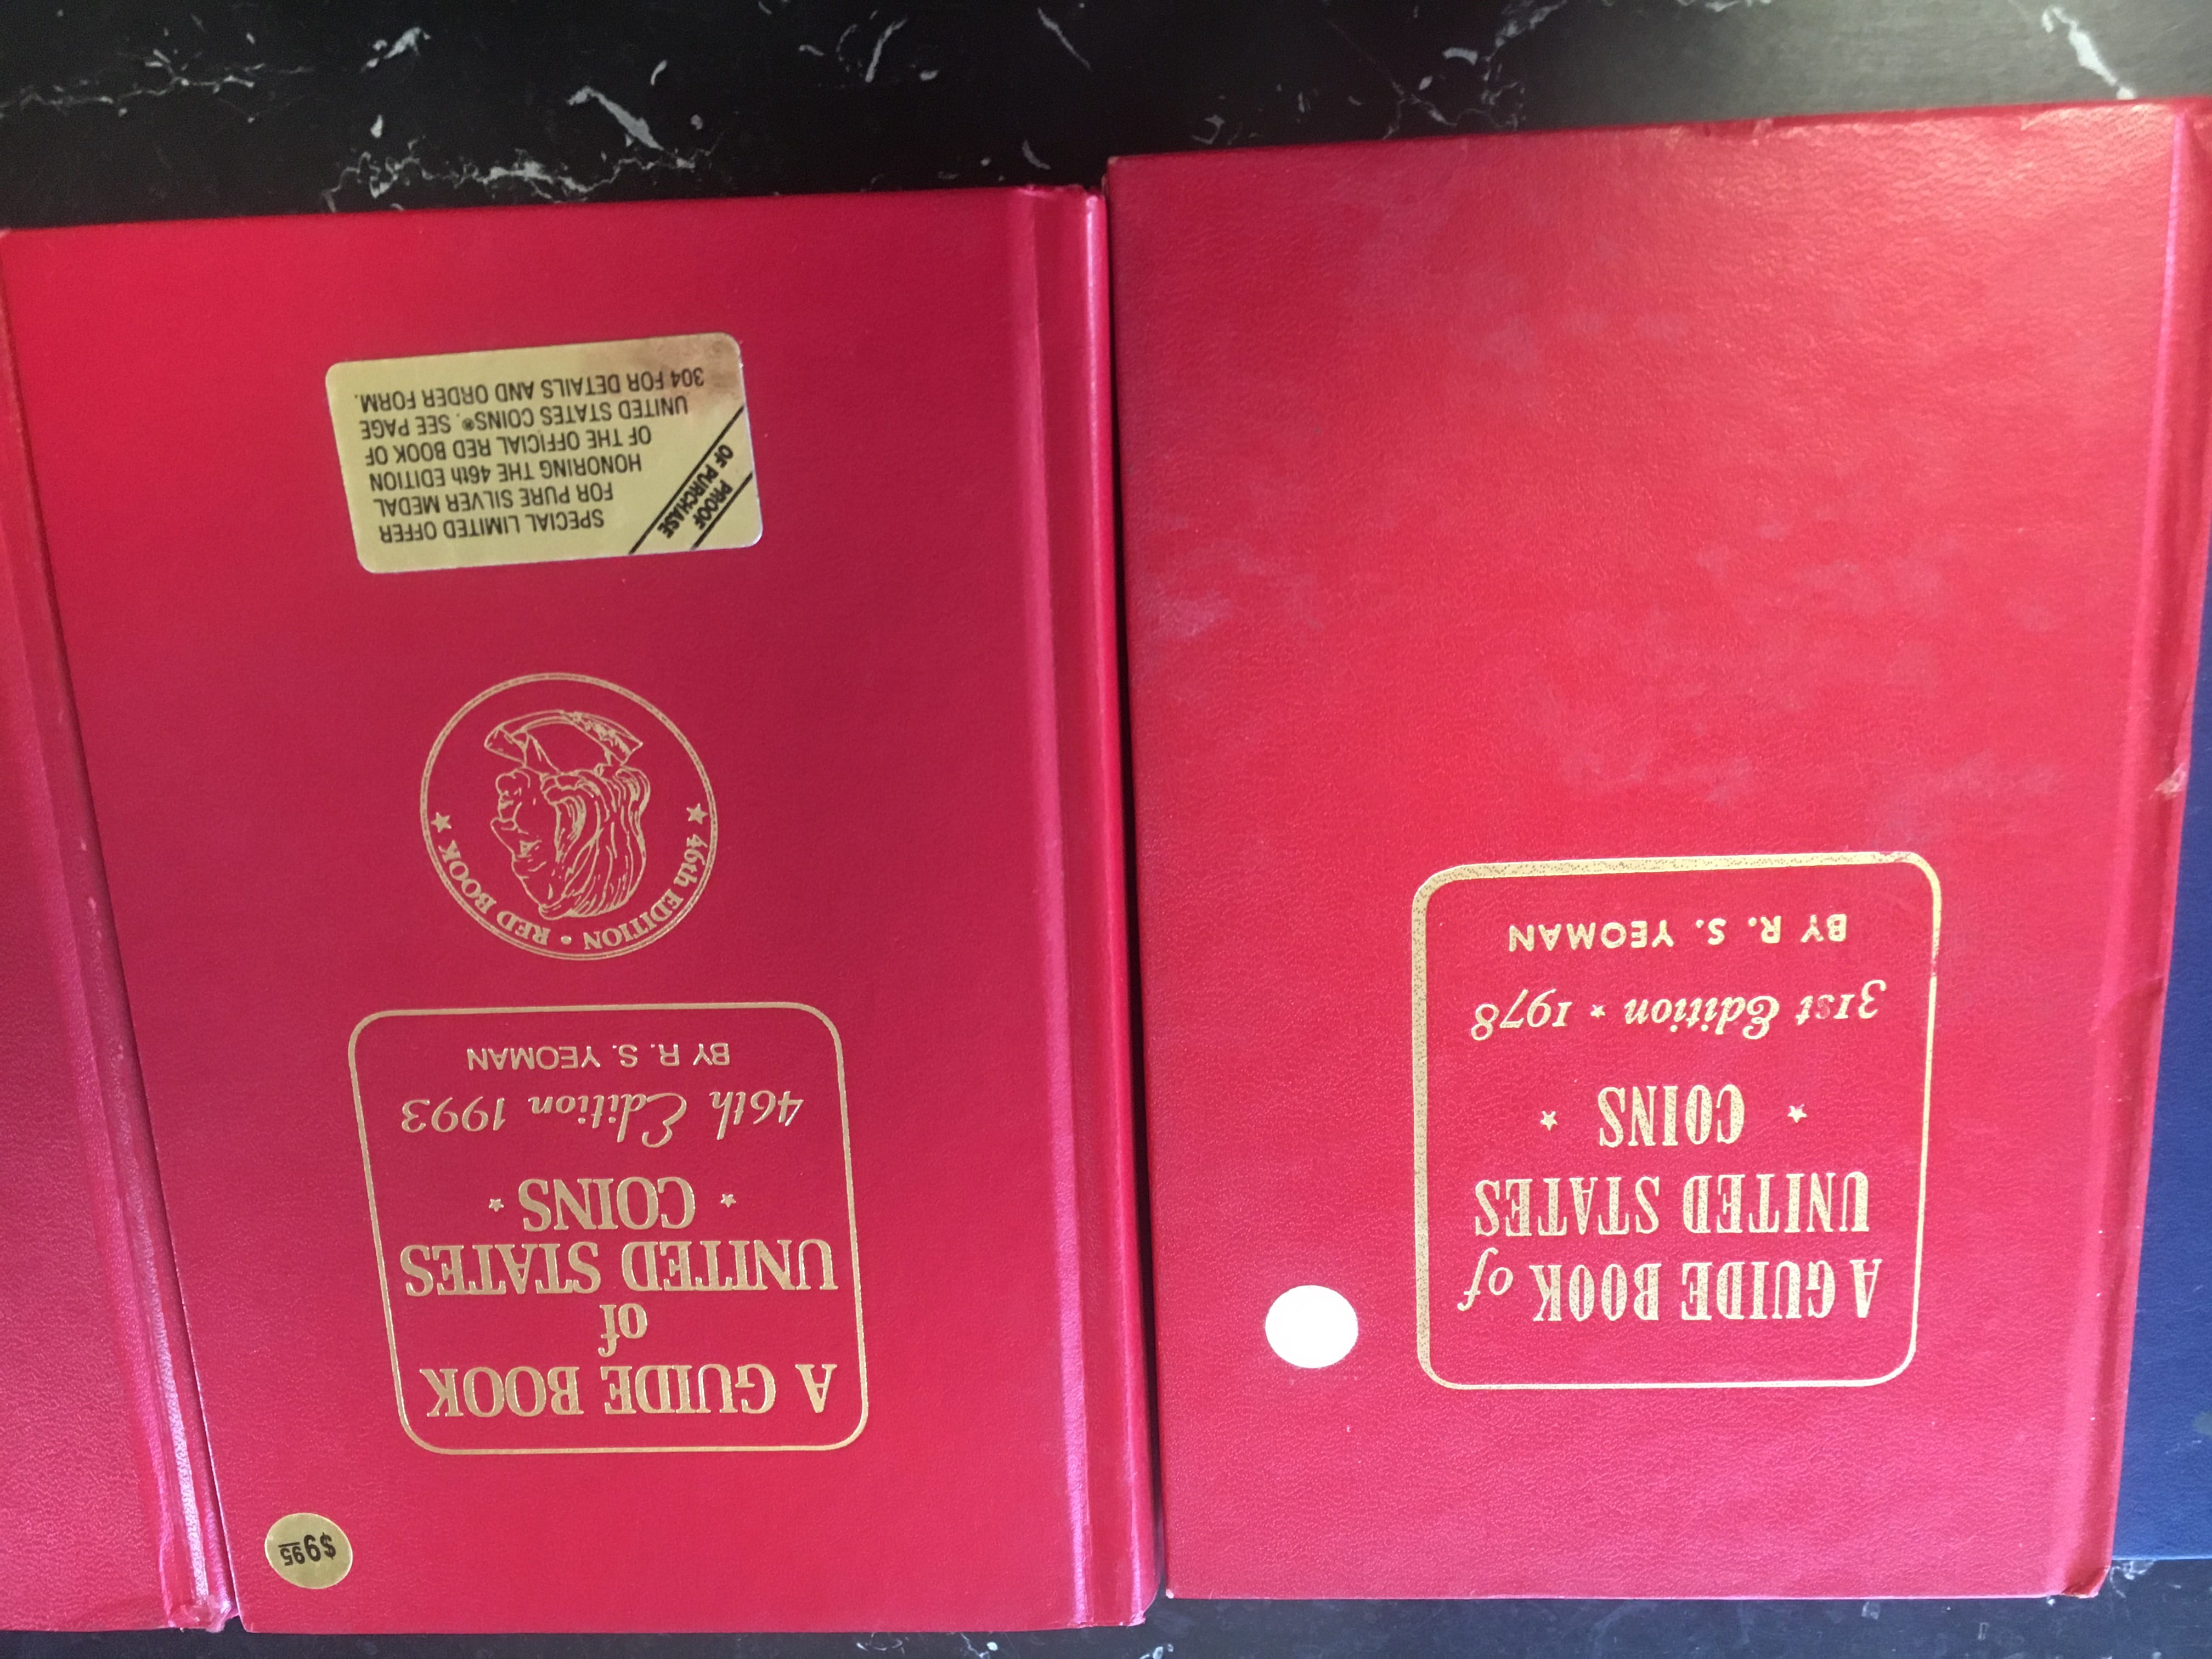 A GUIDE BOOK
of
UNITED STATES
★ COINS ★
46th Edition 1993
BY R. S. YEOMAN
★ 46th EDITION • RED BOOK ★
SPECIAL LIMITED OFFER
FOR PURE SILVER MEDAL
HONORING THE 46th EDITION
OF THE OFFICIAL RED BOOK OF
UNITED STATES COINS®. SEE PAGE
304 FOR DETAILS AND ORDER FORM.
PROOF
OF PURCHASE
$9.95
A GUIDE BOOK of
UNITED STATES
★ COINS ★
31st Edition ★ 1978
BY R. S. YEOMAN